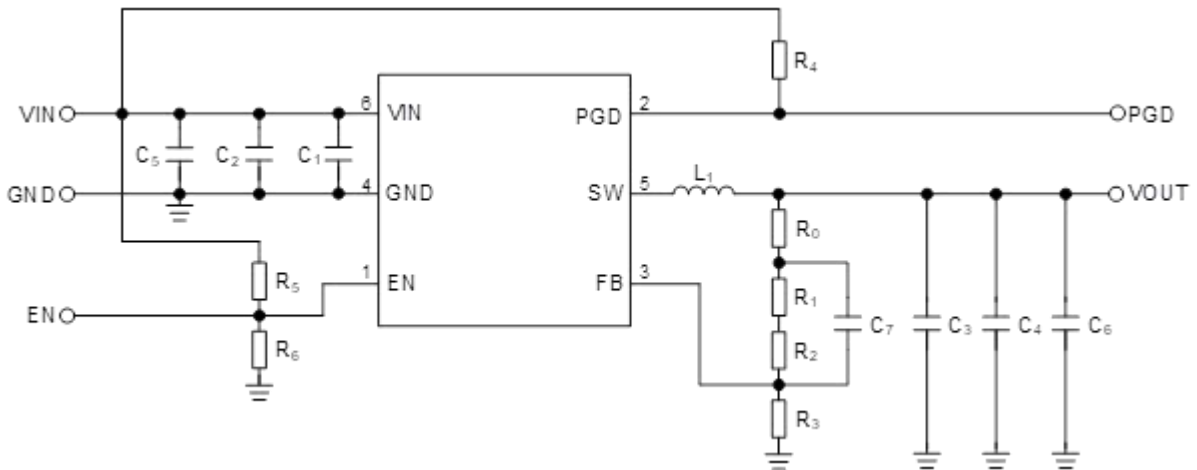 R₄
VIN
6
VIN
PGD
2
PGD
C₅
C₂
C₁
GND
4
GND
SW
5
L₁
VOUT
R₀
R₅
1
EN
FB
3
R₁
EN
R₆
R₂
C₇
C₃
C₄
C₆
R₃